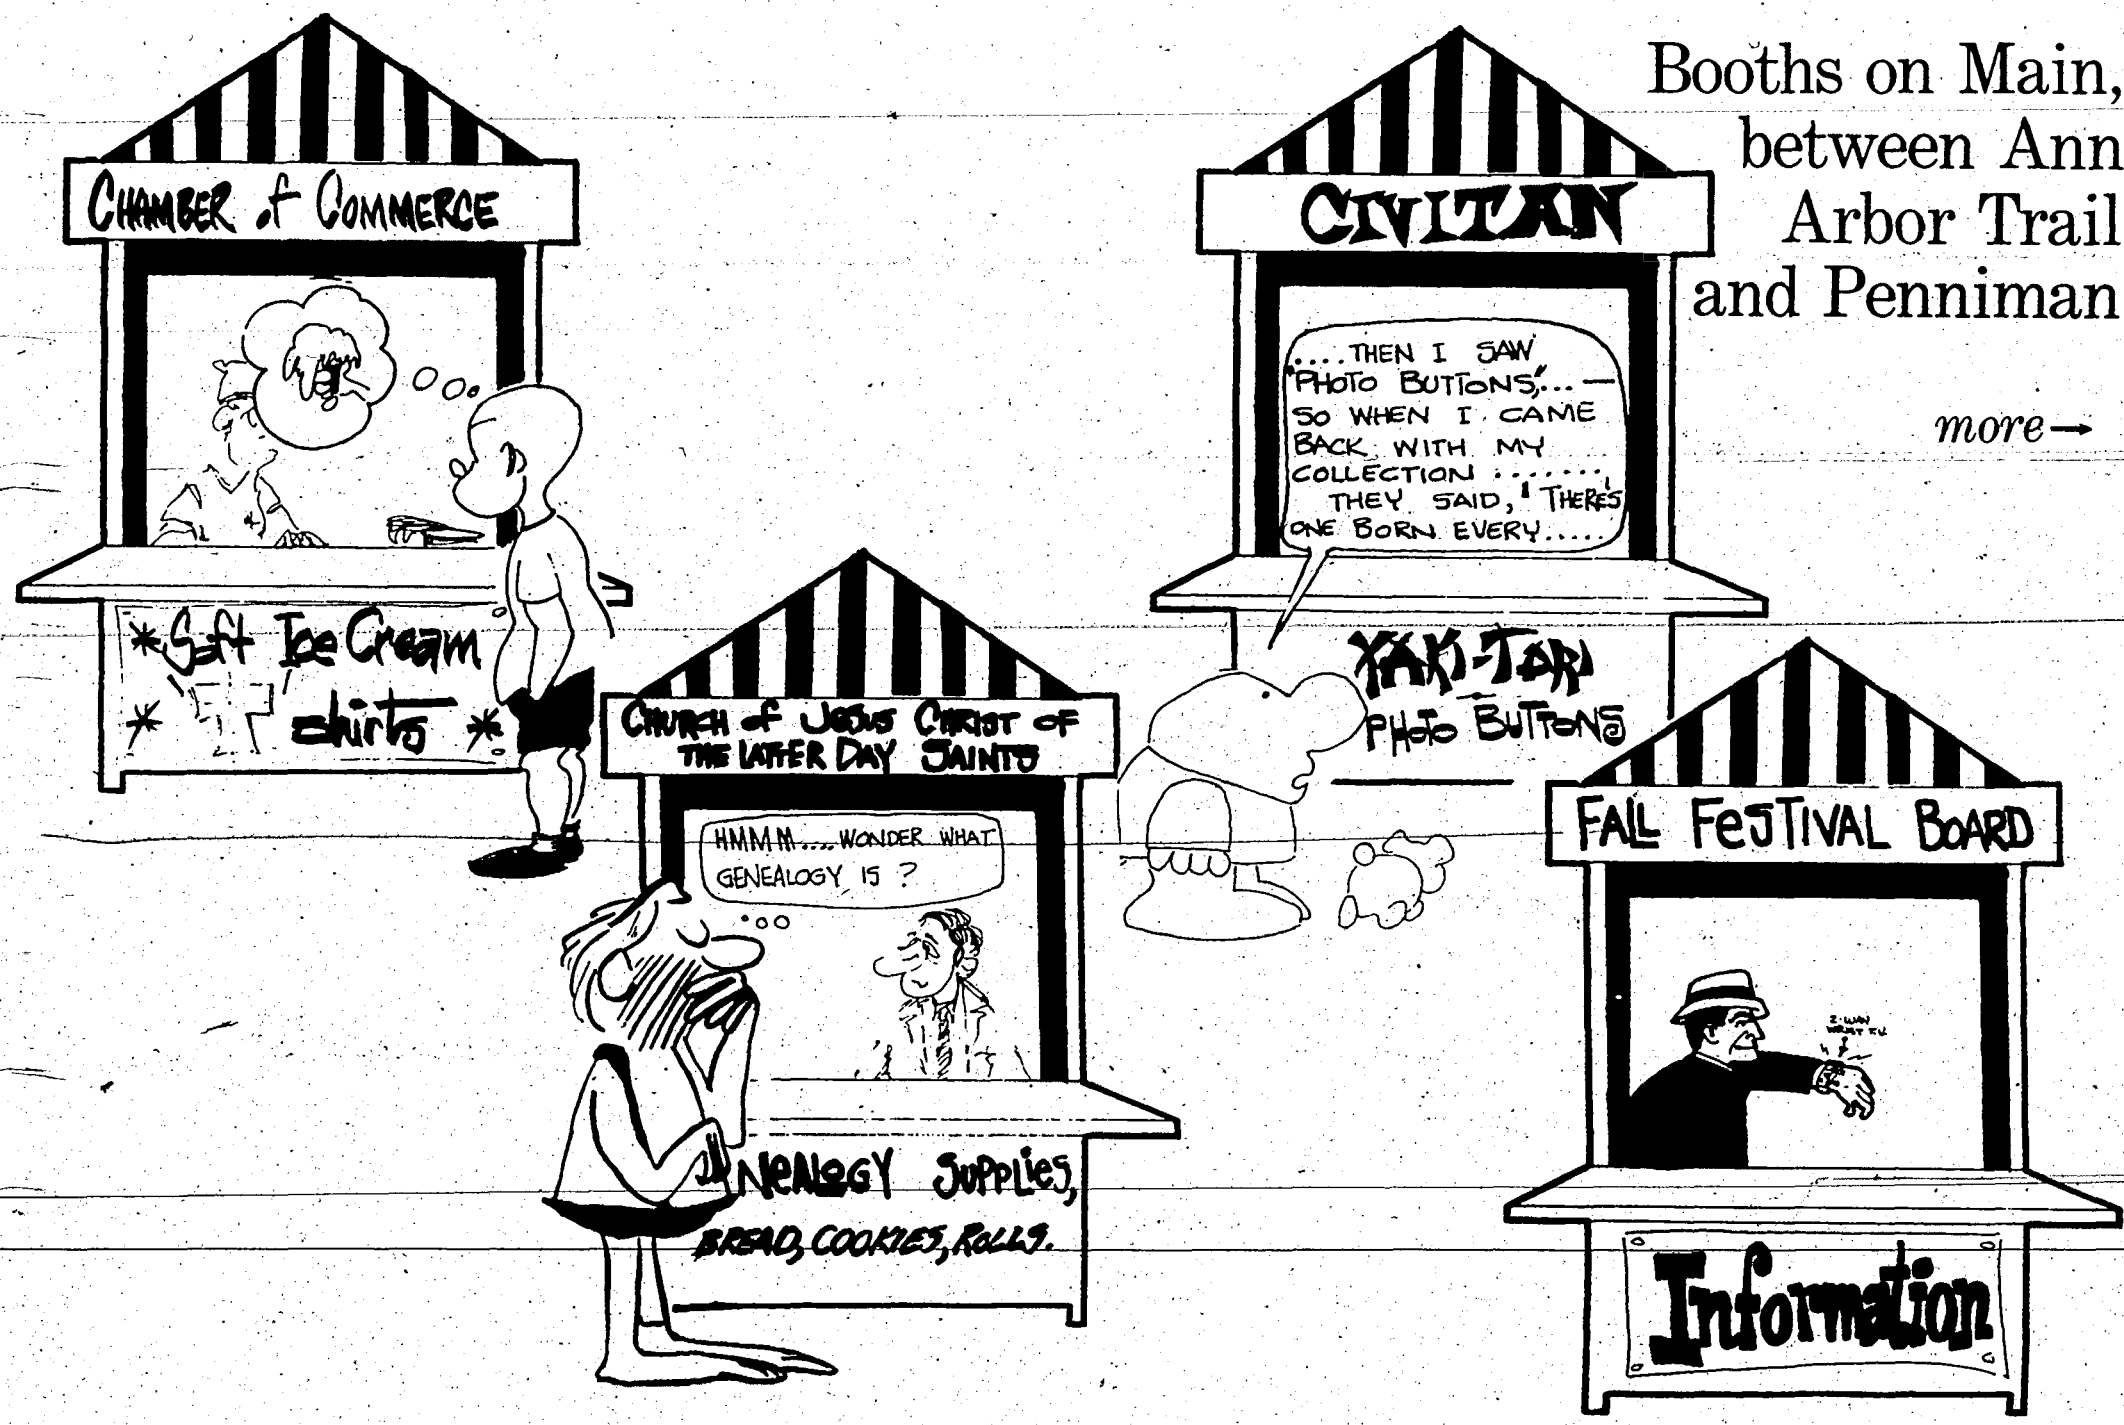 Booths on Main,
between Ann
Arbor Trail
and Penniman
more→
CHAMBER of COMMERCE
*Soft Ice Cream
* shirts *
CIVITAN
....THEN I SAW
"PHOTO BUTTONS",...—
SO WHEN I CAME
BACK WITH MY
COLLECTION .......
THEY SAID, "THERE'S
ONE BORN EVERY.....
YAKI-TORI
PHOTO BUTTONS
CHURCH of JESUS CHRIST OF
THE LATTER DAY SAINTS
HMMM....WONDER WHAT
GENEALOGY IS ?
NEALOGY SUPPLIES,
BREAD, COOKIES, ROLLS.
FALL FESTIVAL BOARD
2-WAY
WRIST T.V.
Information